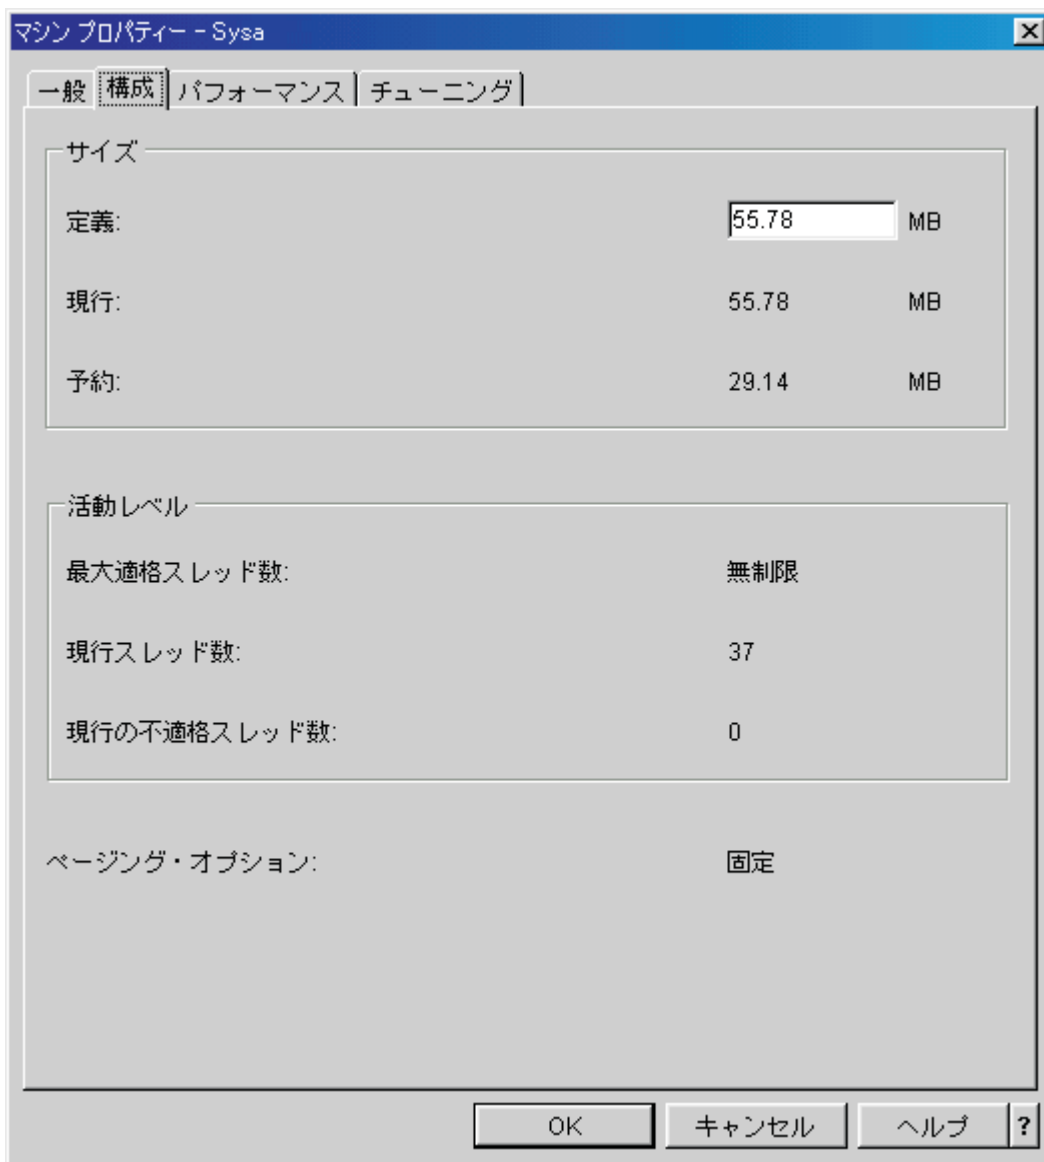 マシン プロパティー - Sysa
一般 構成 パフォーマンス チューニング
サイズ
定義: 55.78 MB
現行: 55.78 MB
予約: 29.14 MB
活動レベル
最大適格スレッド数: 無制限
現行スレッド数: 37
現行の不適格スレッド数: 0
ページング・オプション: 固定
OK キャンセル ヘルプ ?